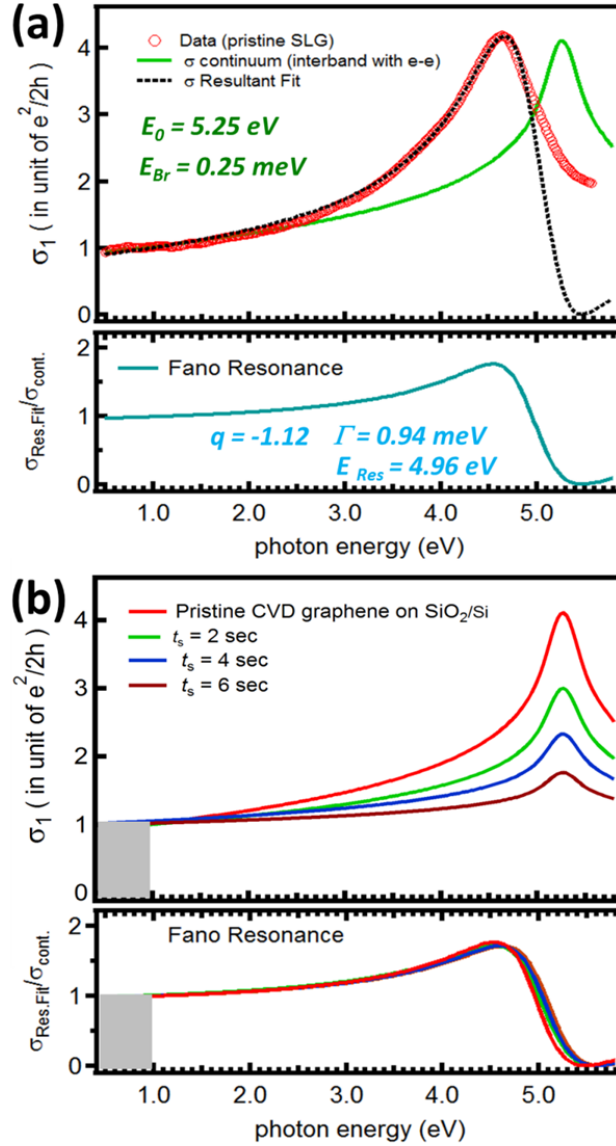 (a)
Data (pristine SLG)
σ continuum (interband with e-e)
σ Resultant Fit
E₀ = 5.25 eV
E_Br = 0.25 meV
σ₁ ( in unit of e²/2h )
4
3
2
1
0
Fano Resonance
q = -1.12 Γ = 0.94 meV
E Res = 4.96 eV
σRes.Fit/σcont.
2
1
0
1.0 2.0 3.0 4.0 5.0
photon energy (eV)
(b)
Pristine CVD graphene on SiO₂/Si
tₛ = 2 sec
tₛ = 4 sec
tₛ = 6 sec
σ₁ ( in unit of e²/2h )
4
3
2
1
0
Fano Resonance
σRes.Fit/σcont.
2
1
0
1.0 2.0 3.0 4.0 5.0
photon energy (eV)